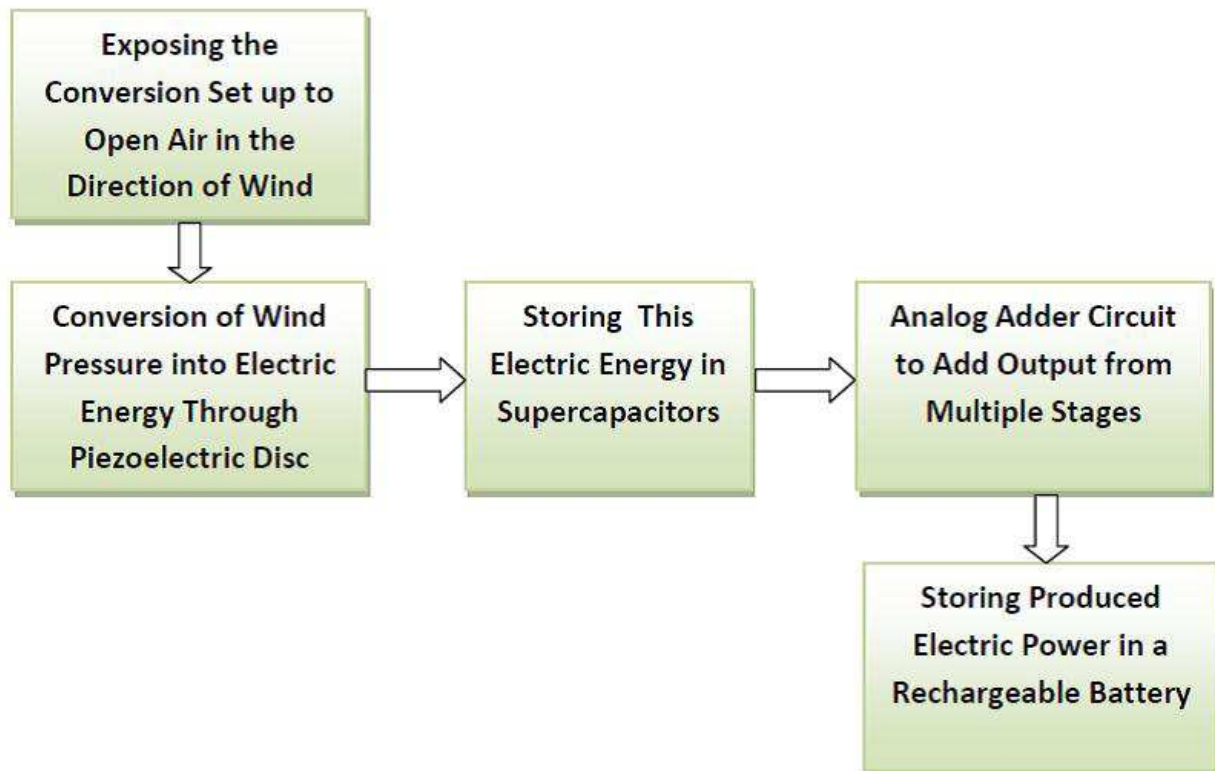 Exposing the
Conversion Set up to
Open Air in the
Direction of Wind
Conversion of Wind
Pressure into Electric
Energy Through
Piezoelectric Disc
Storing This
Electric Energy in
Supercapacitors
Analog Adder Circuit
to Add Output from
Multiple Stages
Storing Produced
Electric Power in a
Rechargeable Battery